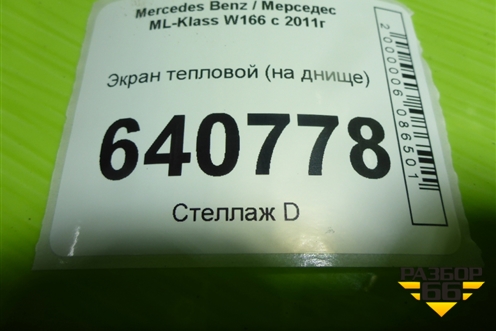 Mercedes Benz / Мерседес
ML-Klass W166 с 2011г
Экран тепловой (на днище)
640778
Стеллаж D
2000006086501
РАЗБОР
66